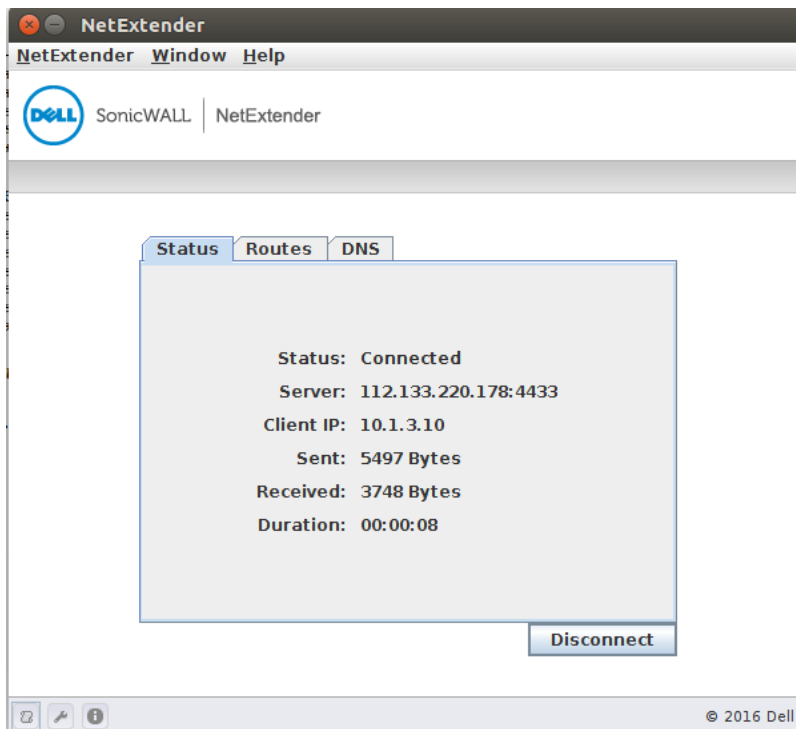 NetExtender
NetExtender Window Help
DELL SonicWALL | NetExtender
Status Routes DNS
Status: Connected
Server: 112.133.220.178:4433
Client IP: 10.1.3.10
Sent: 5497 Bytes
Received: 3748 Bytes
Duration: 00:00:08
Disconnect
© 2016 Dell